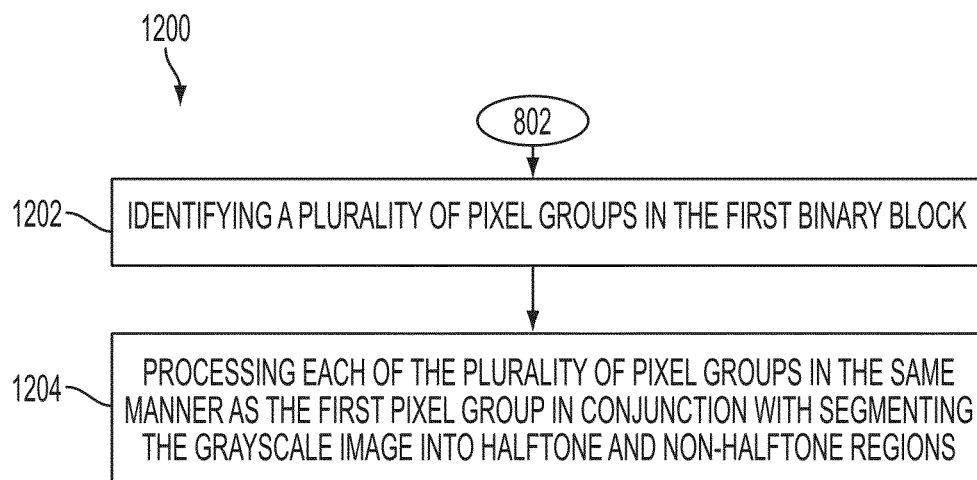 1200
802
1202
IDENTIFYING A PLURALITY OF PIXEL GROUPS IN THE FIRST BINARY BLOCK
1204
PROCESSING EACH OF THE PLURALITY OF PIXEL GROUPS IN THE SAME
MANNER AS THE FIRST PIXEL GROUP IN CONJUNCTION WITH SEGMENTING
THE GRAYSCALE IMAGE INTO HALFTONE AND NON-HALFTONE REGIONS